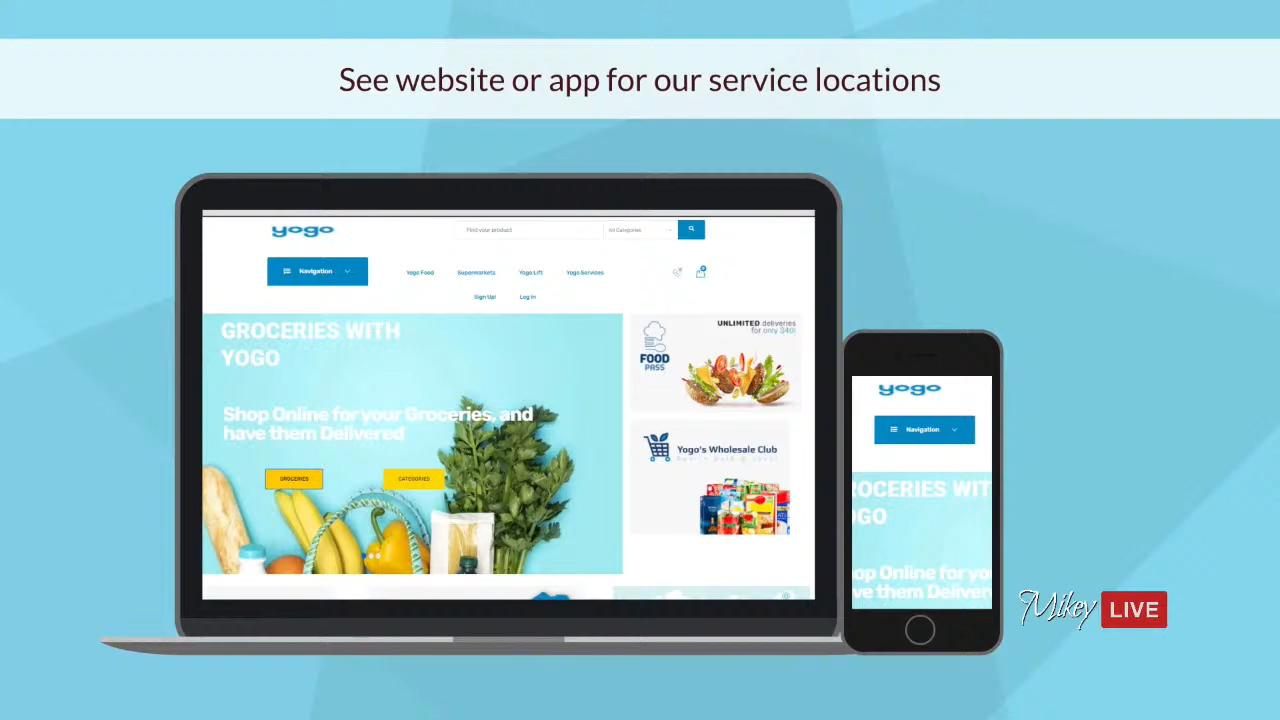 See website or app for our service locations
yogo
Find your product
All Categories
Navigation
Yogo Food
Supermarkets
Yogo Lift
Yogo Services
0
Sign Up!
Log In
GROCERIES WITH
YOGO
Shop Online for your Groceries, and
have them Delivered
GROCERIES
CATEGORIES
UNLIMITED deliveries
for only $40!
FOOD
PASS
Yogo's Wholesale Club
yogo
Navigation
ROCERIES WIT
OGO
op Online for yo
ve them Deliver
Mikey LIVE